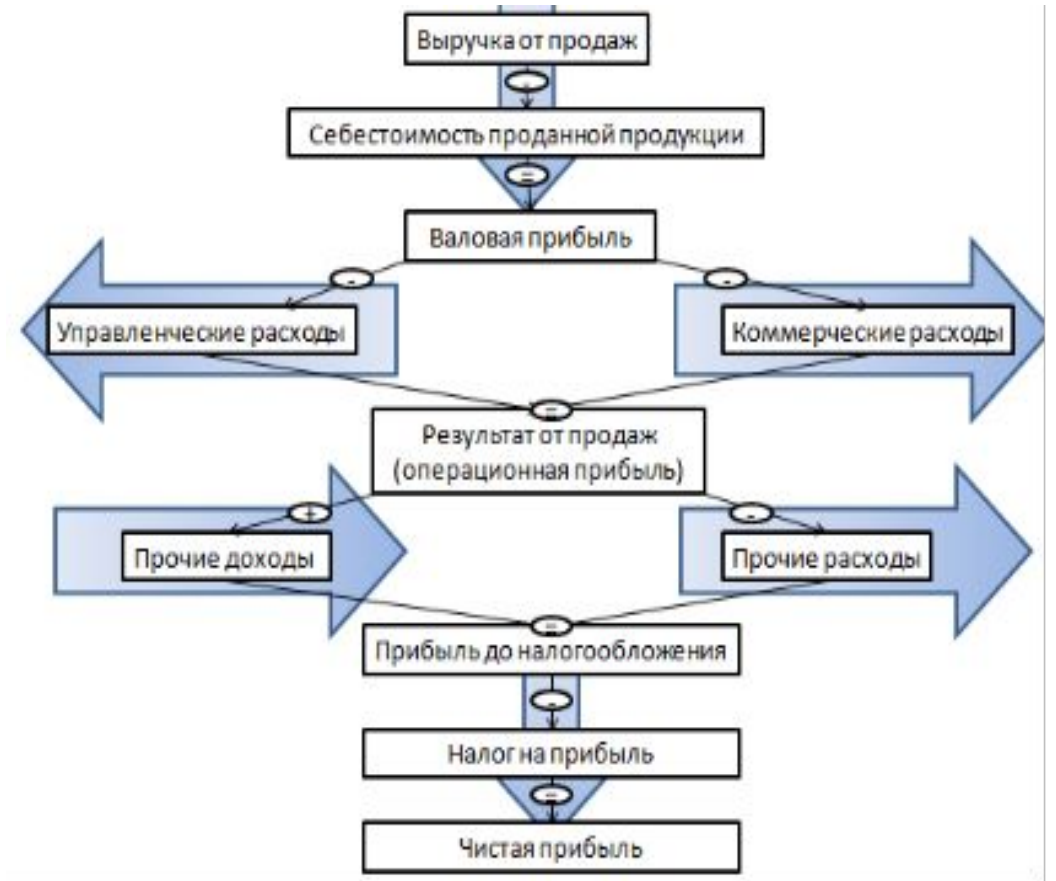 Выручка от продаж
-
Себестоимость проданной продукции
=
Валовая прибыль
-
-
Управленческие расходы
Коммерческие расходы
=
Результат от продаж
(операционная прибыль)
+
-
Прочие доходы
Прочие расходы
=
Прибыль до налогообложения
-
Налог на прибыль
=
Чистая прибыль